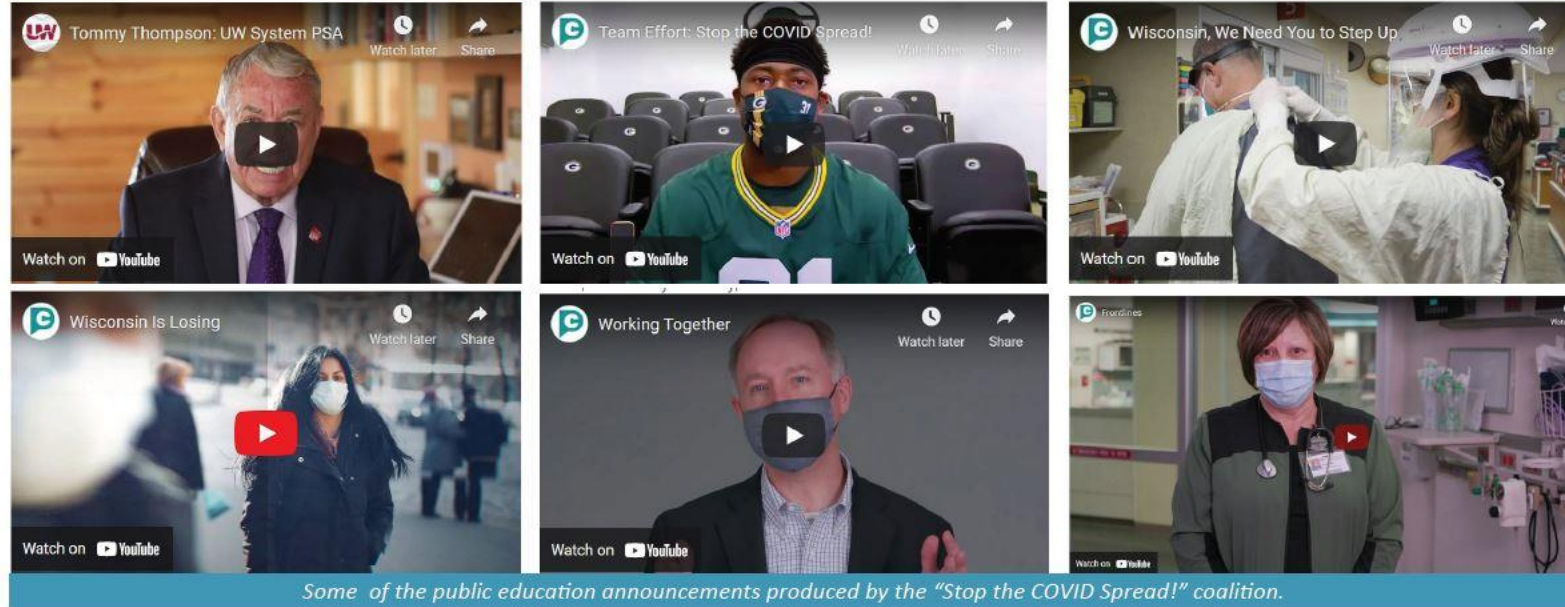 UW Tommy Thompson: UW System PSA
Watch later Share
Watch on YouTube
Team Effort: Stop the COVID Spread!
Watch later Share
G 31
NFL
Watch on YouTube
Wisconsin, We Need You to Step Up
Watch later Share
Watch on YouTube
Wisconsin Is Losing
Watch later Share
Watch on YouTube
Working Together
Watch later Share
Watch on YouTube
Frontlines
Watch on YouTube
Some of the public education announcements produced by the “Stop the COVID Spread!” coalition.